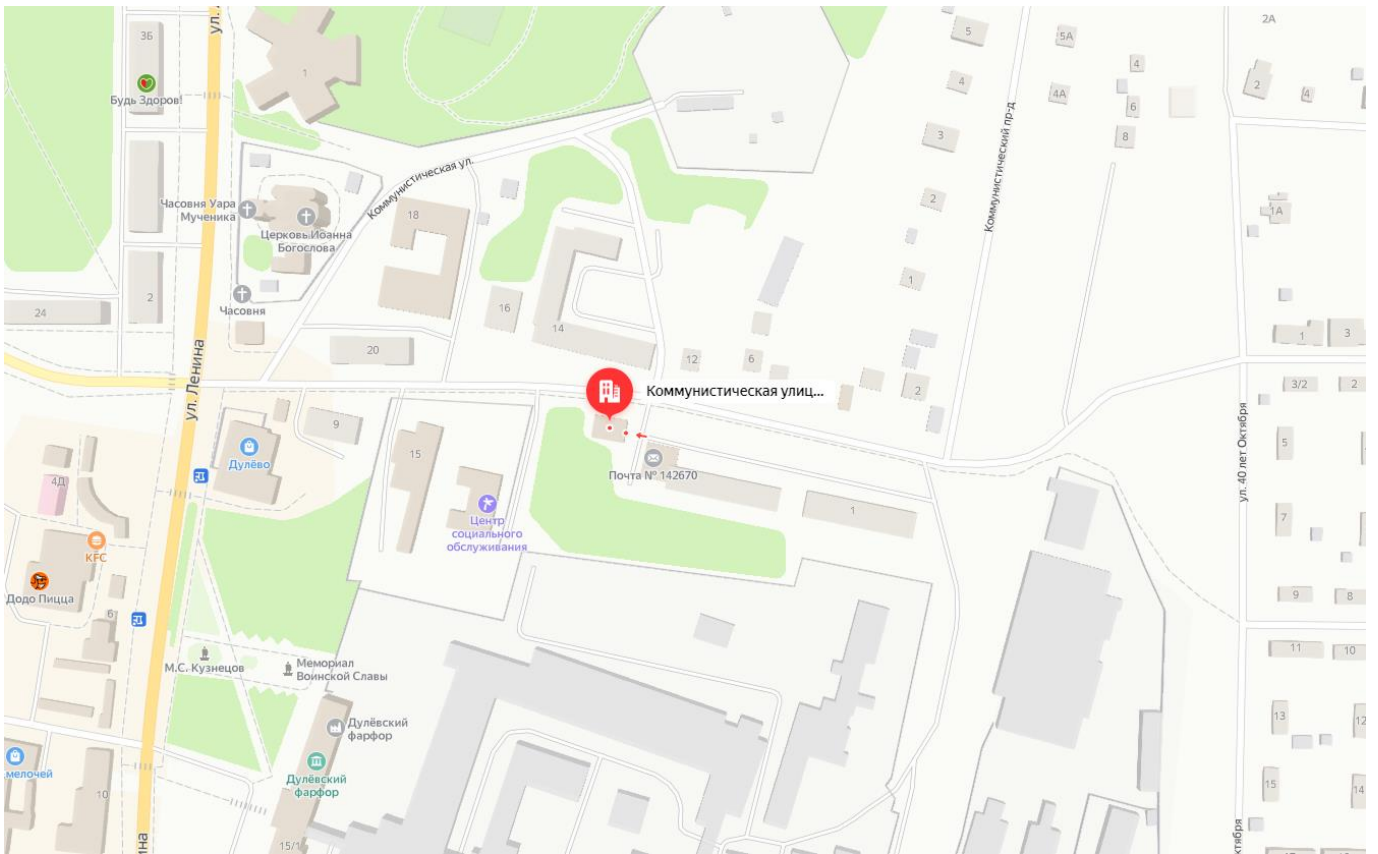 2А
5
5А
3Б
ул.
4
1
2
4
4А
4
Будь Здоров!
6
3
8
Коммунистический пр-д
Коммунистическая ул.
2
Часовня Уара
Мученика
1А
18
Церковь Иоанна
Богослова
1
2
Часовня
16
24
14
1
3
ул. Ленина
20
12
6
Коммунистическая улиц...
2
3/2
2
9
Дулёво
15
5
Почта № 142670
ул. 40 лет Октября
4Д
Центр
социального
обслуживания
1
7
KFC
Додо Пицца
9
8
6
М.С. Кузнецов
Мемориал
Воинской Славы
11
10
Дулёвский
фарфор
13
12
мелочей
Дулёвский
фарфор
10
15
14
15/1